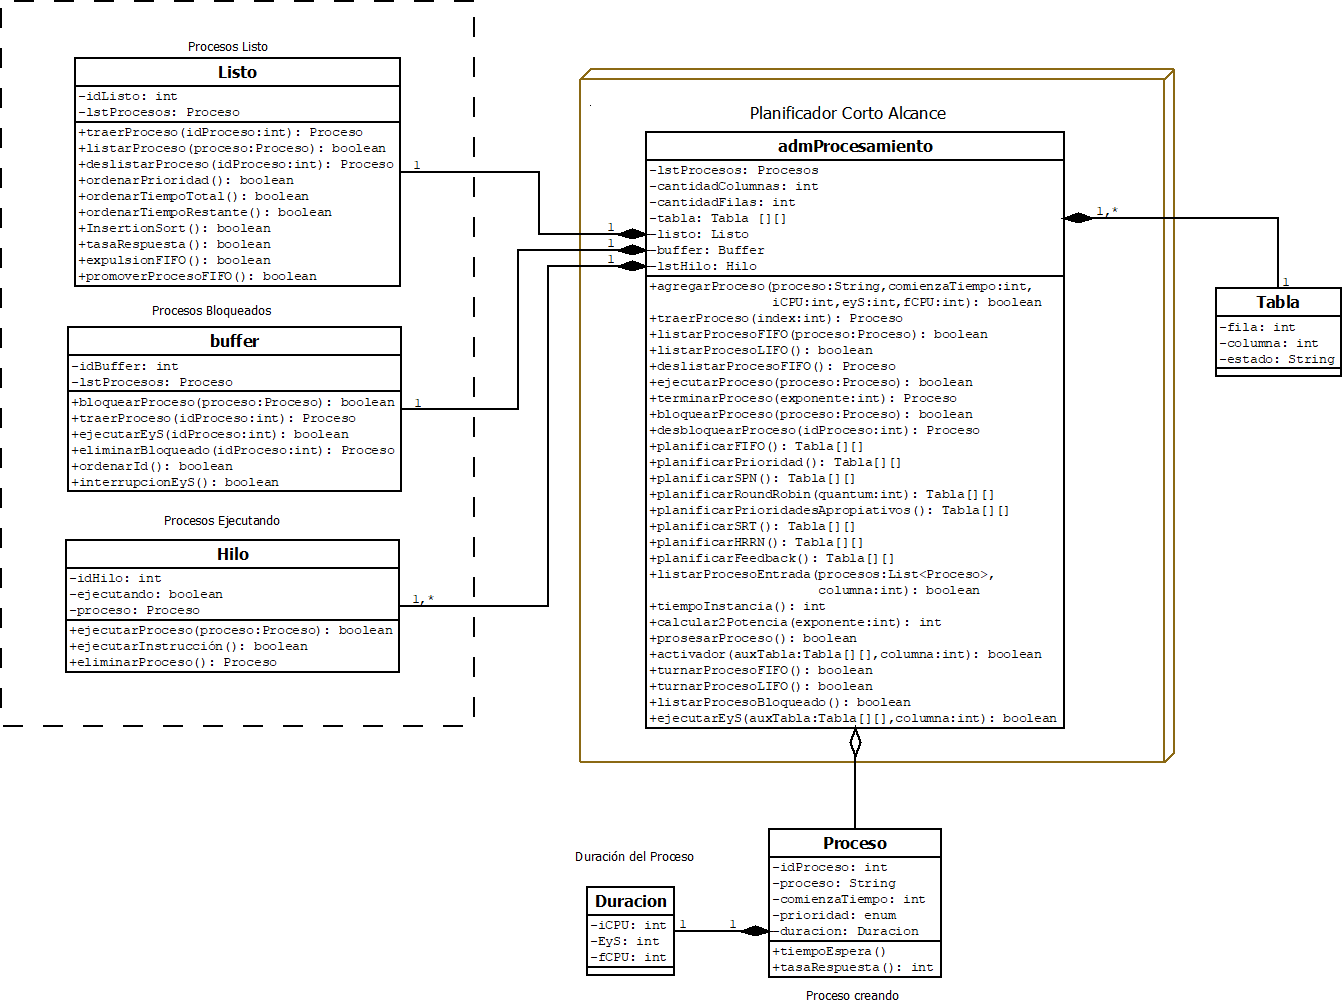 Procesos Listo
Listo
-idListo: int
-lstProcesos: Proceso
+traerProceso(idProceso:int): Proceso
+listarProceso(proceso:Proceso): boolean
+deslistarProceso(idProceso:int): Proceso
+ordenarPrioridad(): boolean
+ordenarTiempoTotal(): boolean
+ordenarTiempoRestante(): boolean
+InsertionSort(): boolean
+tasaRespuesta(): boolean
+expulsionFIFO(): boolean
+promoverProcesoFIFO(): boolean
1
Procesos Bloqueados
buffer
-idBuffer: int
-lstProcesos: Proceso
+bloquearProceso(proceso:Proceso): boolean
+traerProceso(idProceso:int): Proceso
+ejecutarEyS(idProceso:int): boolean
+eliminarBloqueado(idProceso:int): Proceso
+ordenarId(): boolean
+interrupcionEyS(): boolean
1
Procesos Ejecutando
Hilo
-idHilo: int
-ejecutando: boolean
-proceso: Proceso
+ejecutarProceso(proceso:Proceso): boolean
+ejecutarInstrucción(): boolean
+eliminarProceso(): Proceso
1,*
Planificador Corto Alcance
admProcesamiento
-lstProcesos: Procesos
-cantidadColumnas: int
-cantidadFilas: int
-tabla: Tabla [][]
-listo: Listo
-buffer: Buffer
-lstHilo: Hilo
1
1
1
+agregarProceso(proceso:String,comienzaTiempo:int,
iCPU:int,eyS:int,fCPU:int): boolean
+traerProceso(index:int): Proceso
+listarProcesoFIFO(proceso:Proceso): boolean
+listarProcesoLIFO(): boolean
+deslistarProcesoFIFO(): Proceso
+ejecutarProceso(proceso:Proceso): boolean
+terminarProceso(exponente:int): Proceso
+bloquearProceso(proceso:Proceso): boolean
+desbloquearProceso(idProceso:int): Proceso
+planificarFIFO(): Tabla[][]
+planificarPrioridad(): Tabla[][]
+planificarSPN(): Tabla[][]
+planificarRoundRobin(quantum:int): Tabla[][]
+planificarPrioridadesApropiativos(): Tabla[][]
+planificarSRT(): Tabla[][]
+planificarHRRN(): Tabla[][]
+planificarFeedback(): Tabla[][]
+listarProcesoEntrada(procesos:List<Proceso>,
columna:int): boolean
+tiempoInstancia(): int
+calcular2Potencia(exponente:int): int
+prosesarProceso(): boolean
+activador(auxTabla:Tabla[][],columna:int): boolean
+turnarProcesoFIFO(): boolean
+turnarProcesoLIFO(): boolean
+listarProcesoBloqueado(): boolean
+ejecutarEyS(auxTabla:Tabla[][],columna:int): boolean
1,*
1
Tabla
-fila: int
-columna: int
-estado: String
Duración del Proceso
Duracion
-iCPU: int
-EyS: int
-fCPU: int
1
1
Proceso
-idProceso: int
-proceso: String
-comienzaTiempo: int
-prioridad: enum
-duracion: Duracion
+tiempoEspera()
+tasaRespuesta(): int
Proceso creando